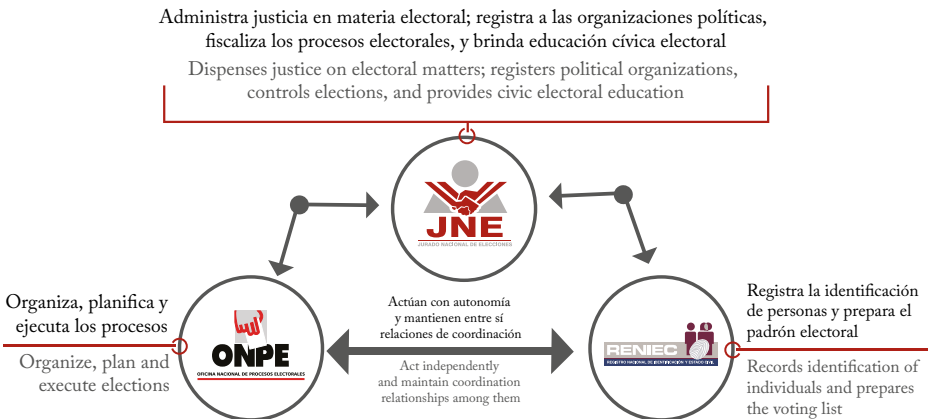 Administra justicia en materia electoral; registra a las organizaciones políticas,
fiscaliza los procesos electorales, y brinda educación cívica electoral
Dispenses justice on electoral matters; registers political organizations,
controls elections, and provides civic electoral education
JNE
JURADO NACIONAL DE ELECCIONES
Organiza, planifica y
ejecuta los procesos
Organize, plan and
execute elections
ONPE
OFICINA NACIONAL DE PROCESOS ELECTORALES
Actúan con autonomía
y mantienen entre sí
relaciones de coordinación
Act independently
and maintain coordination
relationships among them
RENIEC
REGISTRO NACIONAL DE IDENTIFICACIÓN Y ESTADO CIVIL
Registra la identificación
de personas y prepara el
padrón electoral
Records identification of
individuals and prepares
the voting list